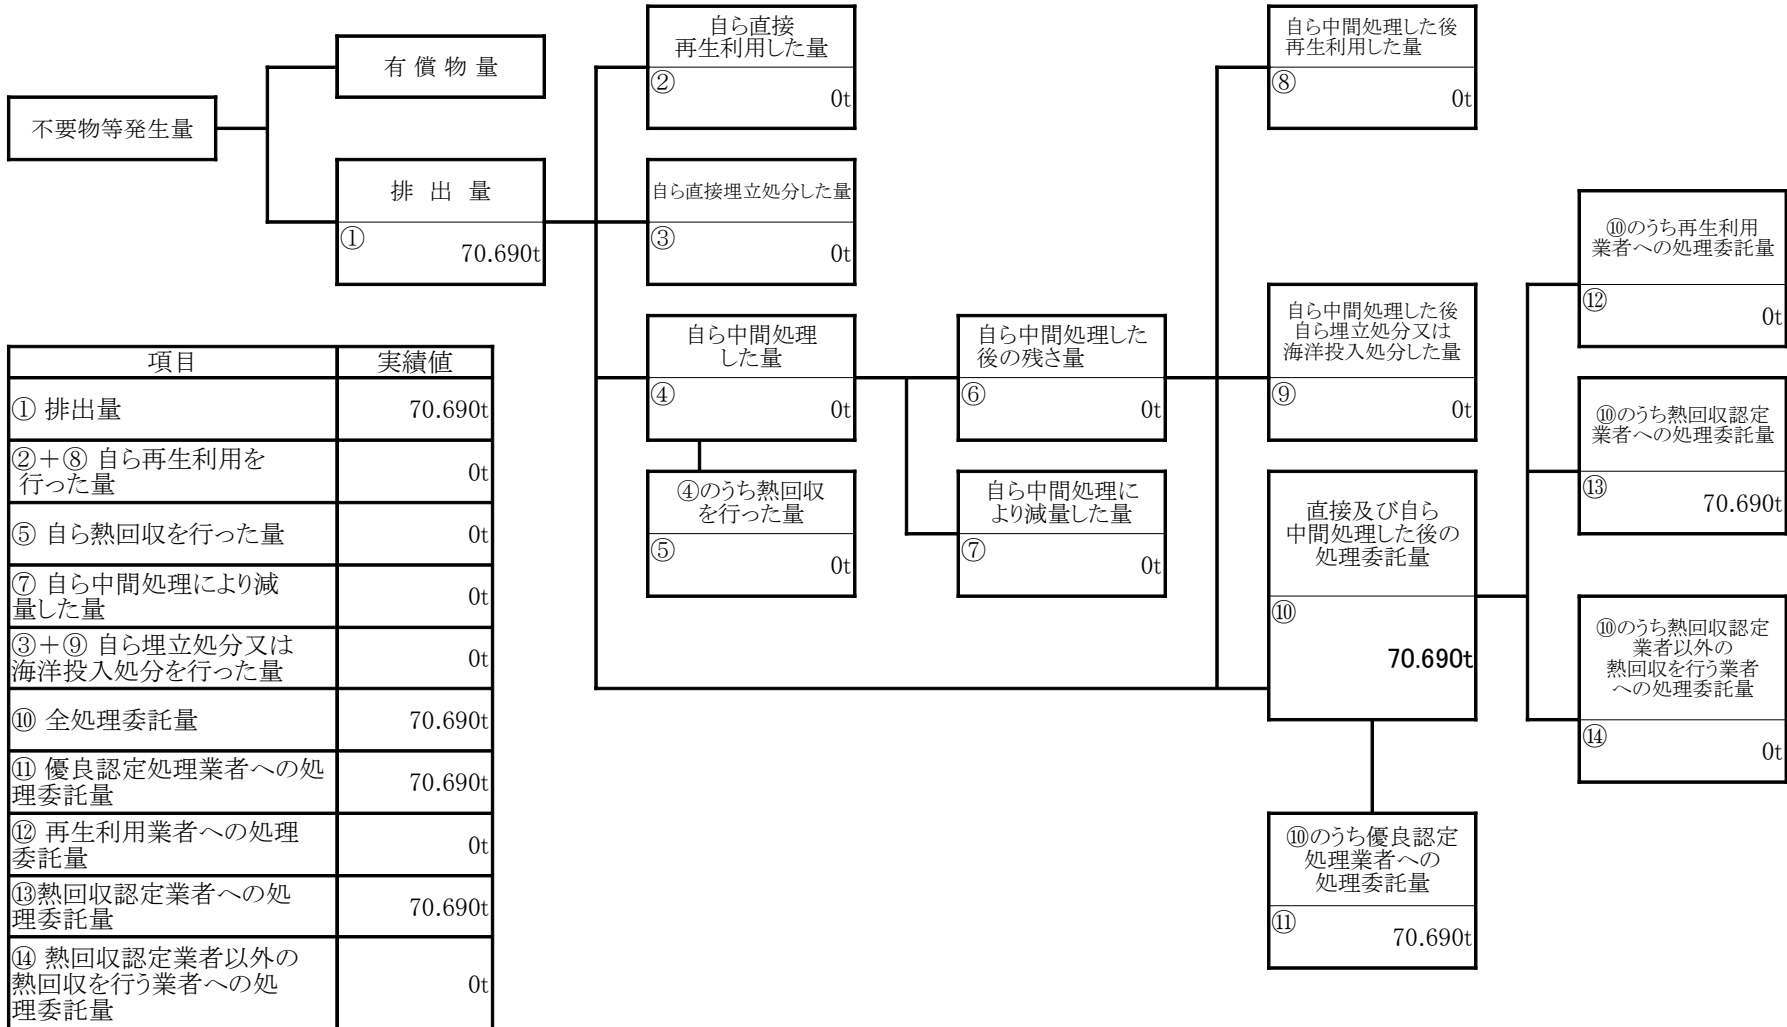 不要物等発生量
有償物量
排出量
①
70.690t
自ら直接
再生利用した量
②
0t
自ら直接埋立処分した量
③
0t
自ら中間処理
した量
④
0t
④のうち熱回収
を行った量
⑤
0t
自ら中間処理した
後の残さ量
⑥
0t
自ら中間処理に
より減量した量
⑦
0t
自ら中間処理した後
再生利用した量
⑧
0t
自ら中間処理した後
自ら埋立処分又は
海洋投入処分した量
⑨
0t
直接及び自ら
中間処理した後の
処理委託量
⑩
70.690t
⑩のうち優良認定
処理業者への
処理委託量
⑪
70.690t
⑩のうち再生利用
業者への処理委託量
⑫
0t
⑩のうち熱回収認定
業者への処理委託量
⑬
70.690t
⑩のうち熱回収認定
業者以外の
熱回収を行う業者
への処理委託量
⑭
0t
項目 実績値
① 排出量 70.690t
②＋⑧ 自ら再生利用を
行った量 0t
⑤ 自ら熱回収を行った量 0t
⑦ 自ら中間処理により減
量した量 0t
③＋⑨ 自ら埋立処分又は
海洋投入処分を行った量 0t
⑩ 全処理委託量 70.690t
⑪ 優良認定処理業者への処
理委託量 70.690t
⑫ 再生利用業者への処理
委託量 0t
⑬熱回収認定業者への処
理委託量 70.690t
⑭ 熱回収認定業者以外の
熱回収を行う業者への処
理委託量 0t